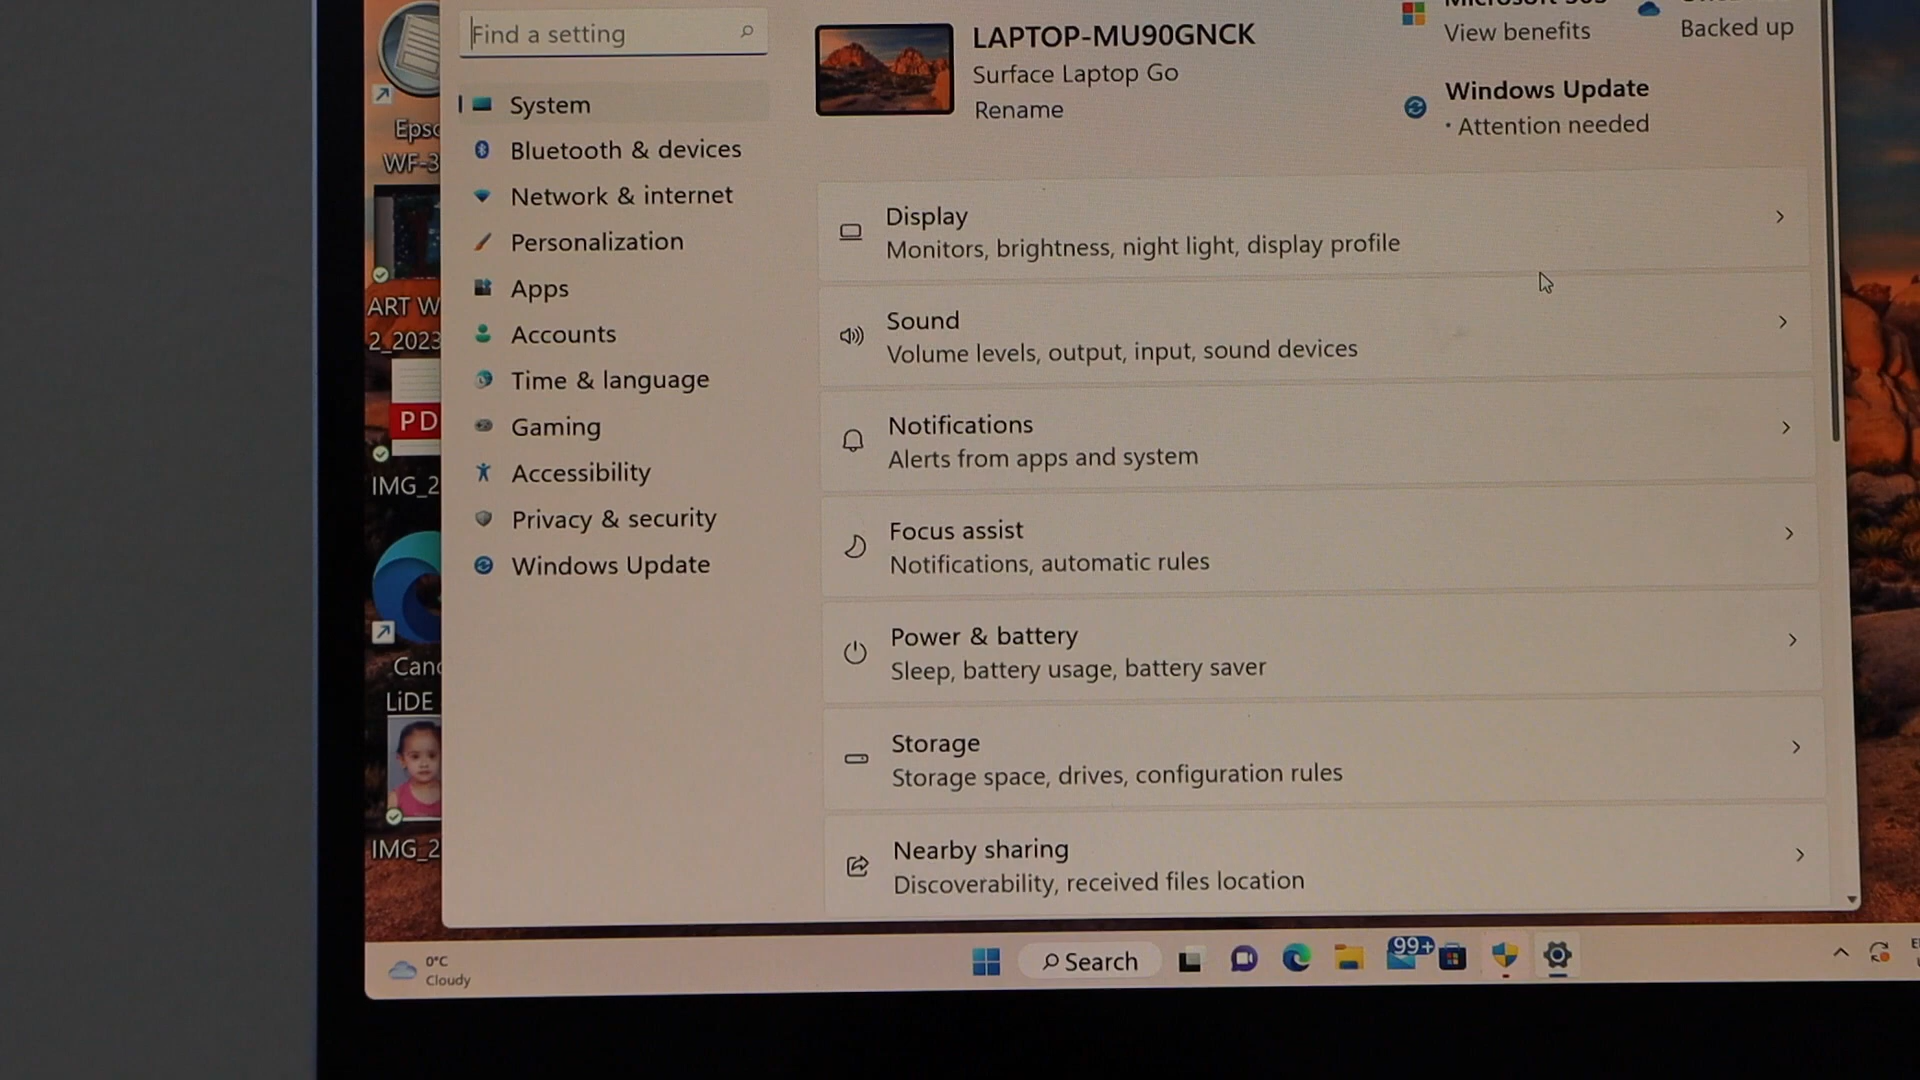 Find a setting
System
Bluetooth & devices
Network & internet
Personalization
Apps
Accounts
Time & language
Gaming
Accessibility
Privacy & security
Windows Update
LAPTOP-MU90GNCK
Surface Laptop Go
Rename
View benefits
Backed up
Windows Update
• Attention needed
Display
Monitors, brightness, night light, display profile
Sound
Volume levels, output, input, sound devices
Notifications
Alerts from apps and system
Focus assist
Notifications, automatic rules
Power & battery
Sleep, battery usage, battery saver
Storage
Storage space, drives, configuration rules
Nearby sharing
Discoverability, received files location
WF-3
ART W
2_2023
PD
IMG_2
LiDE
IMG_2
0°C
Cloudy
Search
99+